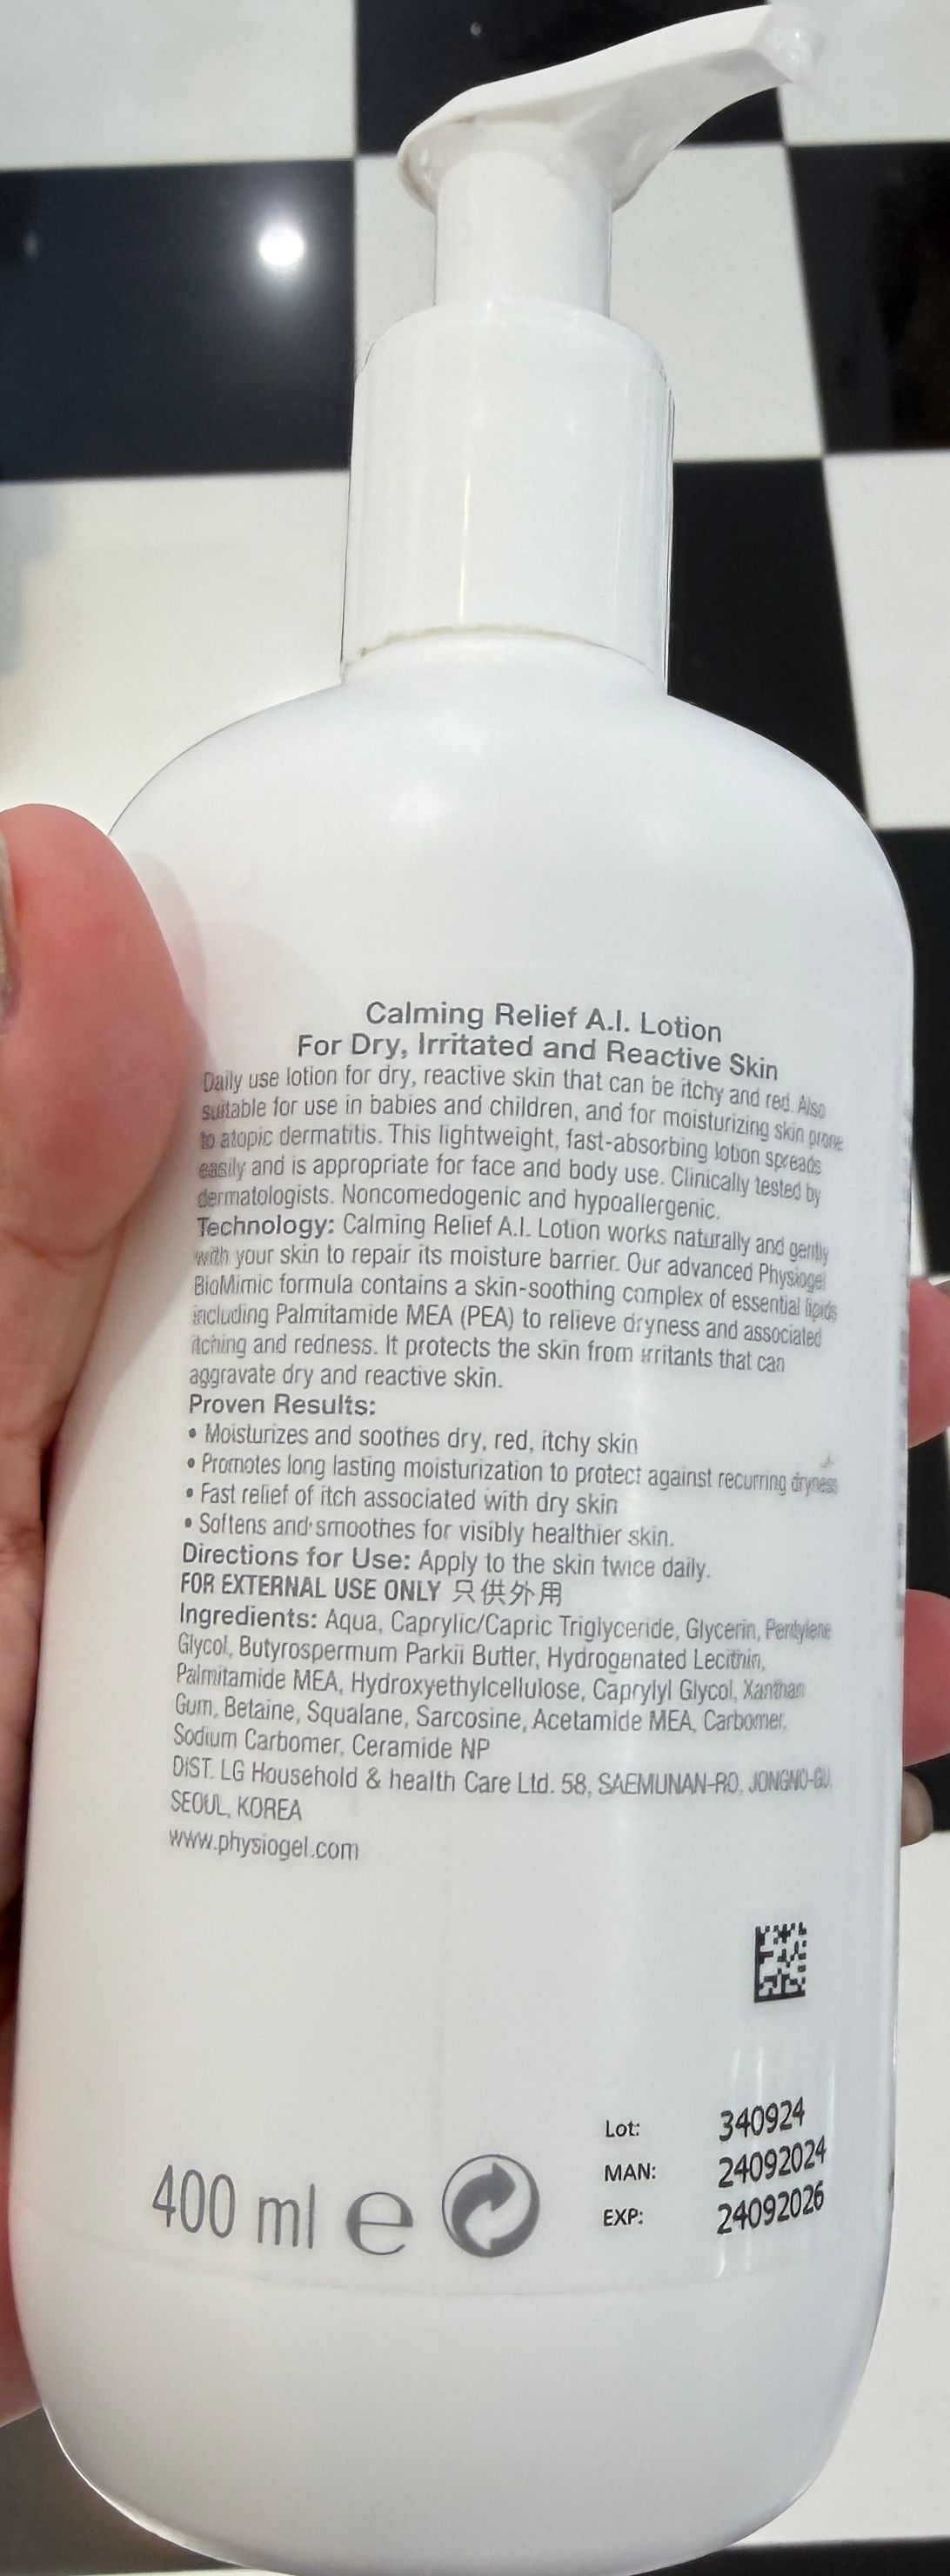 Calming Relief A.I. Lotion
For Dry, Irritated and Reactive Skin
Daily use lotion for dry, reactive skin that can be itchy and red. Also
suitable for use in babies and children, and for moisturizing skin prone
to atopic dermatitis. This lightweight, fast-absorbing lotion spreads
easily and is appropriate for face and body use. Clinically tested by
dermatologists. Noncomedogenic and hypoallergenic.
Technology: Calming Relief A.I. Lotion works naturally and gently
with your skin to repair its moisture barrier. Our advanced Physiogel
BioMimic formula contains a skin-soothing complex of essential lipids
including Palmitamide MEA (PEA) to relieve dryness and associated
itching and redness. It protects the skin from irritants that can
aggravate dry and reactive skin.
Proven Results:
• Moisturizes and soothes dry, red, itchy skin
• Promotes long lasting moisturization to protect against recurring dryness
• Fast relief of itch associated with dry skin
• Softens and smoothes for visibly healthier skin.
Directions for Use: Apply to the skin twice daily.
FOR EXTERNAL USE ONLY 只供外用
Ingredients: Aqua, Caprylic/Capric Triglyceride, Glycerin, Pentylene
Glycol, Butyrospermum Parkii Butter, Hydrogenated Lecithin,
Palmitamide MEA, Hydroxyethylcellulose, Caprylyl Glycol, Xanthan
Gum, Betaine, Squalane, Sarcosine, Acetamide MEA, Carbomer,
Sodium Carbomer, Ceramide NP
DIST. LG Household & health Care Ltd. 58, SAEMUNAN-RO, JONGNO-GU,
SEOUL, KOREA
www.physiogel.com
Lot: 340924
MAN: 24092024
EXP: 24092026
400 ml e